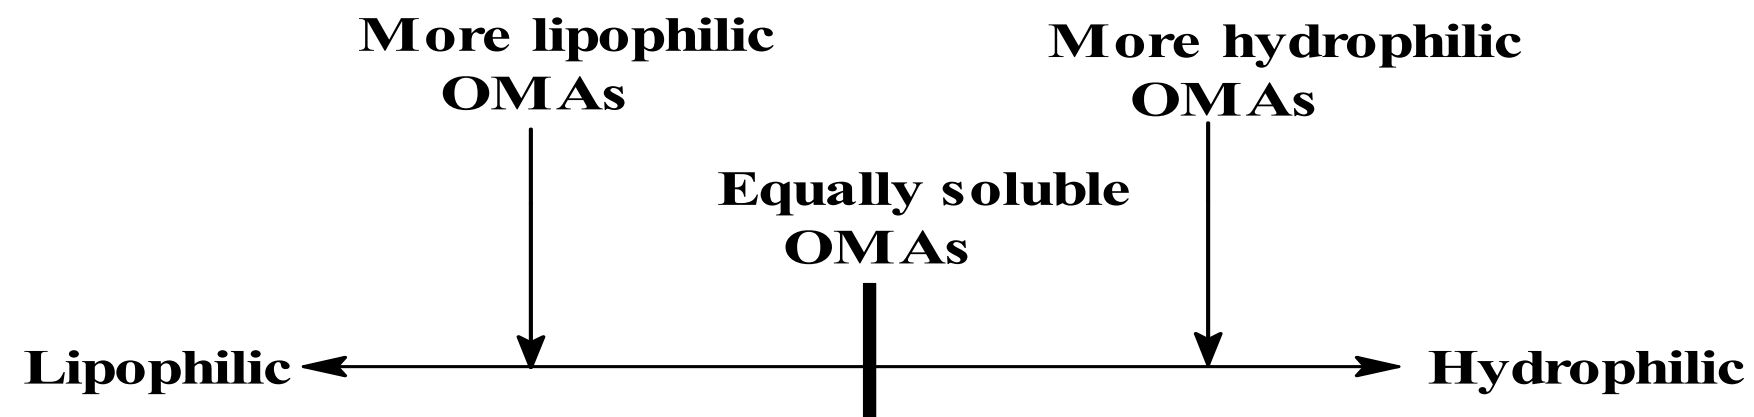 More lipophilic
OMAs
More hydrophilic
OMAs
Equally soluble
OMAs
Lipophilic
Hydrophilic